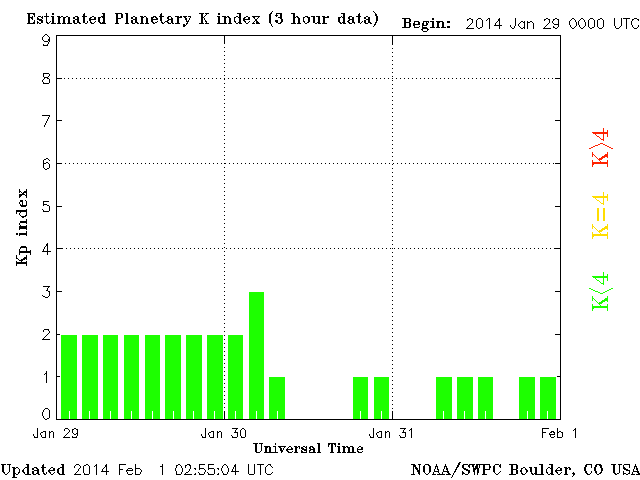 Estimated Planetary K index (3 hour data) Begin: 2014 Jan 29 0000 UTC
9
8
7
6
5
4
3
2
1
0
Kp index
K>4
K=4
K<4
Jan 29 Jan 30 Jan 31 Feb 1
Universal Time
Updated 2014 Feb 1 02:55:04 UTC NOAA/SWPC Boulder, CO USA